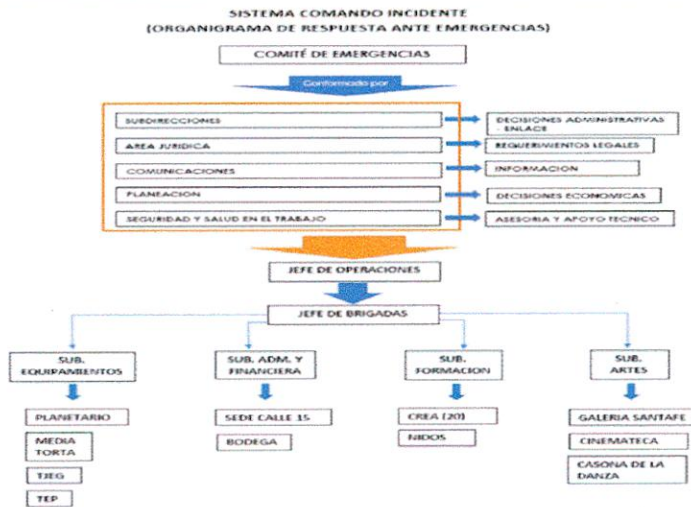 SISTEMA COMANDO INCIDENTE
(ORGANIGRAMA DE RESPUESTA ANTE EMERGENCIAS)
COMITÉ DE EMERGENCIAS
Conformado por
SUBDIRECCIONES
DECISIONES ADMINISTRATIVAS
- ENLACE
AREA JURIDICA
REQUERIMIENTOS LEGALES
COMUNICACIONES
INFORMACION
PLANEACION
DECISIONES ECONOMICAS
SEGURIDAD Y SALUD EN EL TRABAJO
ASESORIA Y APOYO TECNICO
JEFE DE OPERACIONES
JEFE DE BRIGADAS
SUB.
EQUIPAMIENTOS
SUB. ADM. Y
FINANCIERA
SUB.
FORMACION
SUB.
ARTES
PLANETARIO
MEDIA
TORTA
TJEG
TEP
SEDE CALLE 15
BODEGA
CREA (20)
NIDOS
GALERIA SANTAFE
CINEMATECA
CASONA DE LA
DANZA